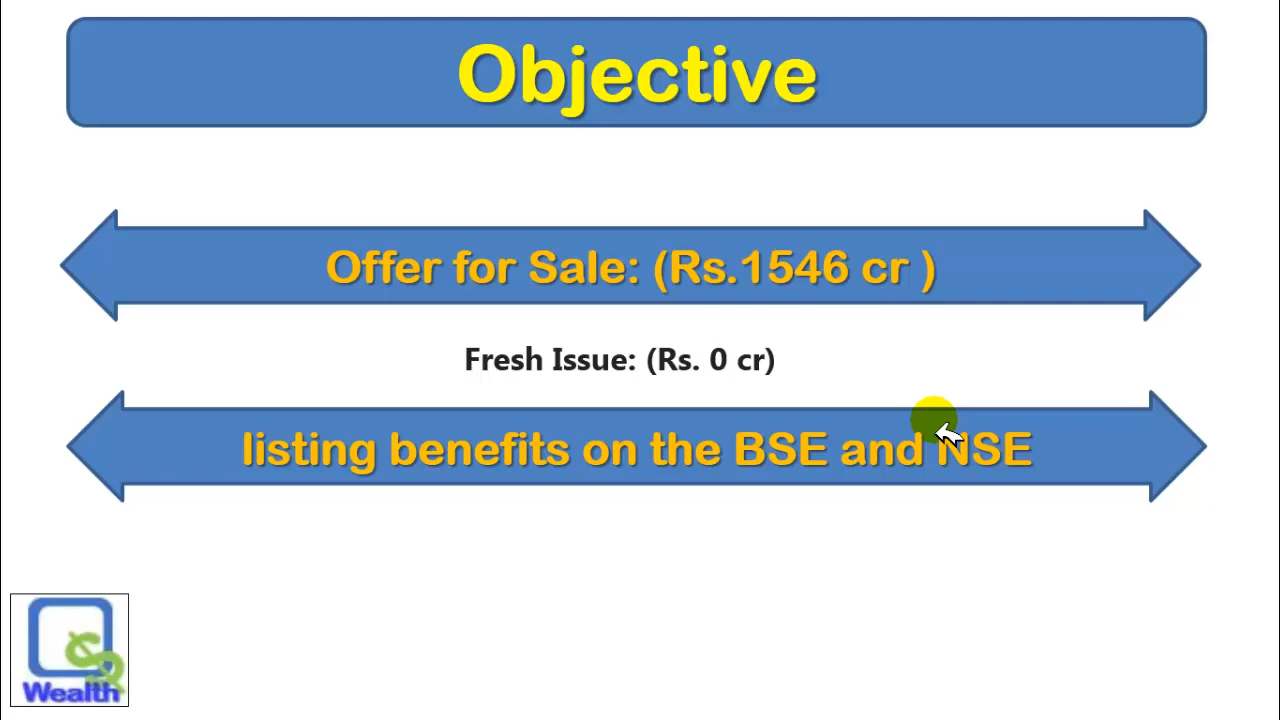 Objective
Offer for Sale: (Rs.1546 cr )
Fresh Issue: (Rs. 0 cr)
listing benefits on the BSE and NSE
Wealth